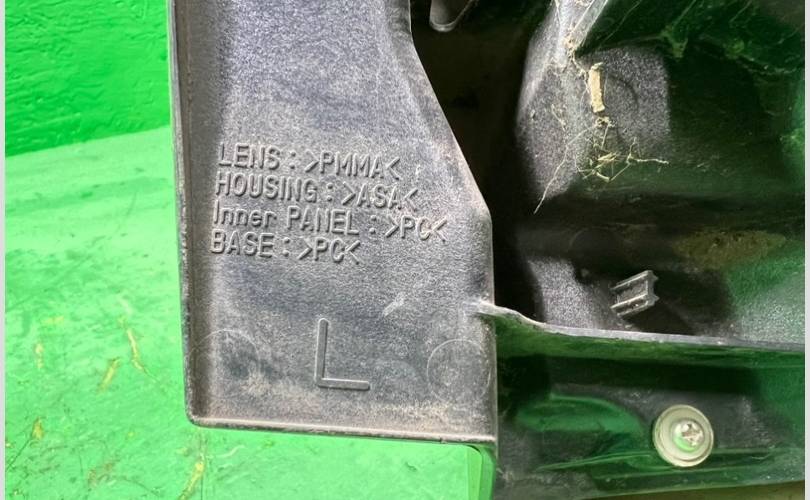 LENS : >PMMA<
HOUSING : >ASA<
Inner PANEL : >PC<
BASE : >PC<
L